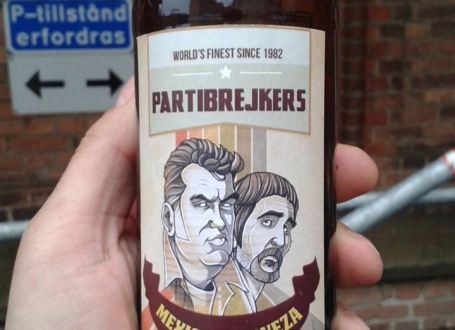 P-tillstånd
erfordras
WORLD'S FINEST SINCE 1982
PARTIBREJKERS